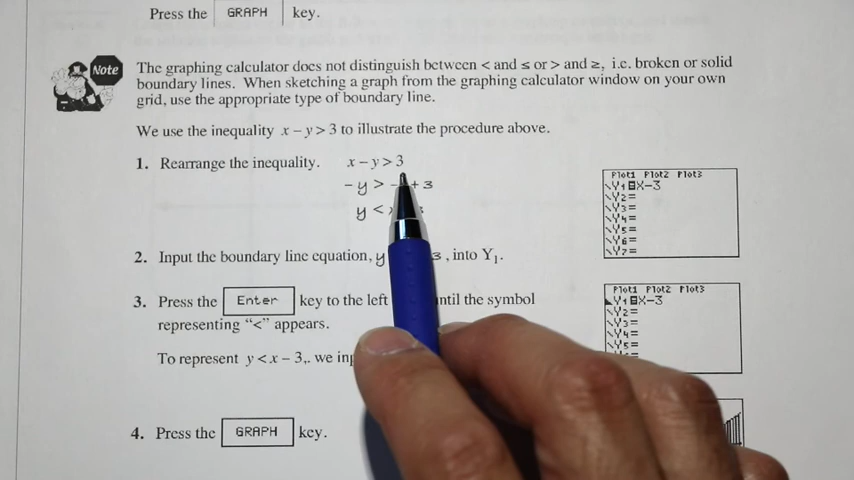 Press the GRAPH key.
Note
The graphing calculator does not distinguish between < and ≤ or > and ≥, i.e. broken or solid
boundary lines. When sketching a graph from the graphing calculator window on your own
grid, use the appropriate type of boundary line.
We use the inequality x – y > 3 to illustrate the procedure above.
1. Rearrange the inequality. x – y > 3
– y > – + 3
y <
2. Input the boundary line equation, y 3 , into Y1.
3. Press the Enter key to the left until the symbol
representing “<” appears.
To represent y < x – 3,. we
4. Press the GRAPH key.
Plot1 Plot2 Plot3
\Y1=X-3
\Y2=
\Y3=
\Y4=
\Y5=
\Y6=
\Y7=
Plot1 Plot2 Plot3
Y1=X-3
\Y2=
\Y3=
\Y4=
\Y5=